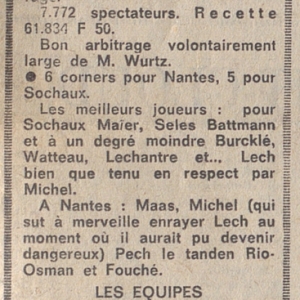 7.772 spectateurs. Recette
61.834 F 50.
Bon arbitrage volontairement
large de M. Wurtz.
● 6 corners pour Nantes, 5 pour
Sochaux.
Les meilleurs joueurs : pour
Sochaux Maïer, Seles Battmann
et à un degré moindre Burcklé,
Watteau, Lechantre et... Lech
bien que tenu en respect par
Michel.
A Nantes : Maas, Michel (qui
sut à merveille enrayer Lech au
moment où il aurait pu devenir
dangereux) Pech le tanden Rio-
Osman et Fouché.
LES EQUIPES